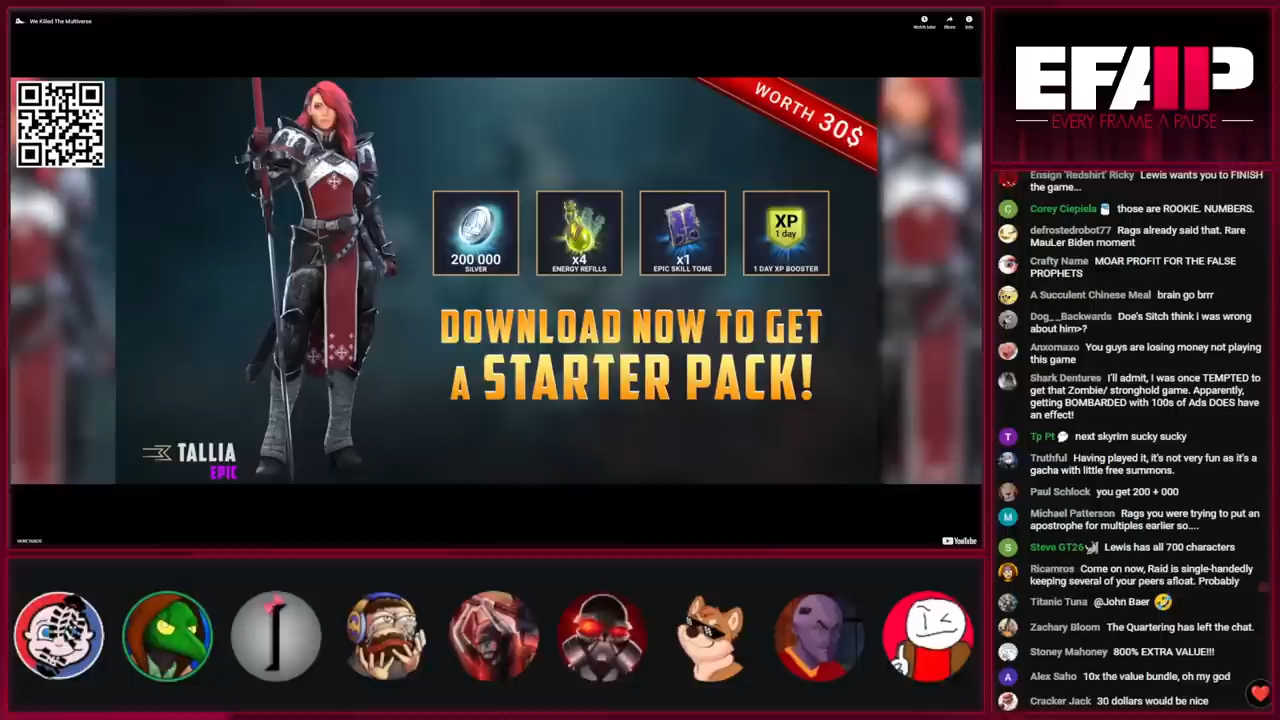 We Killed The Multiverse
Watch later
Share
Info
WORTH 30$
200 000
SILVER
x4
ENERGY REFILLS
x1
EPIC SKILL TOME
XP
1 day
1 DAY XP BOOSTER
DOWNLOAD NOW TO GET
A STARTER PACK!
TALLIA
EPIC
MORE VIDEOS
YouTube
EFAP
EVERY FRAME A PAUSE
Ensign 'Redshirt' Ricky Lewis wants you to FINISH
the game...
Corey Ciepiela those are ROOKIE. NUMBERS.
defrostedrobot77 Rags already said that. Rare
MauLer Biden moment
Crafty Name MOAR PROFIT FOR THE FALSE
PROPHETS
A Succulent Chinese Meal brain go brrr
Dog__Backwards Doe's Sitch think i was wrong
about him>?
Anxomaxo You guys are losing money not playing
this game
Shark Dentures I'll admit, I was once TEMPTED to
get that Zombie/ stronghold game. Apparently,
getting BOMBARDED with 100s of Ads DOES have
an effect!
Tp Pt next skyrim sucky sucky
Truthful Having played it, it's not very fun as it's a
gacha with little free summons.
Paul Schlock you get 200 + 000
Michael Patterson Rags you were trying to put an
apostrophe for multiples earlier so....
Steve GT26 Lewis has all 700 characters
Ricamros Come on now, Raid is single-handedly
keeping several of your peers afloat. Probably
Titanic Tuna @John Baer 🤣
Zachary Bloom The Quartering has left the chat.
Stoney Mahoney 800% EXTRA VALUE!!!
Alex Saho 10x the value bundle, oh my god
Cracker Jack 30 dollars would be nice